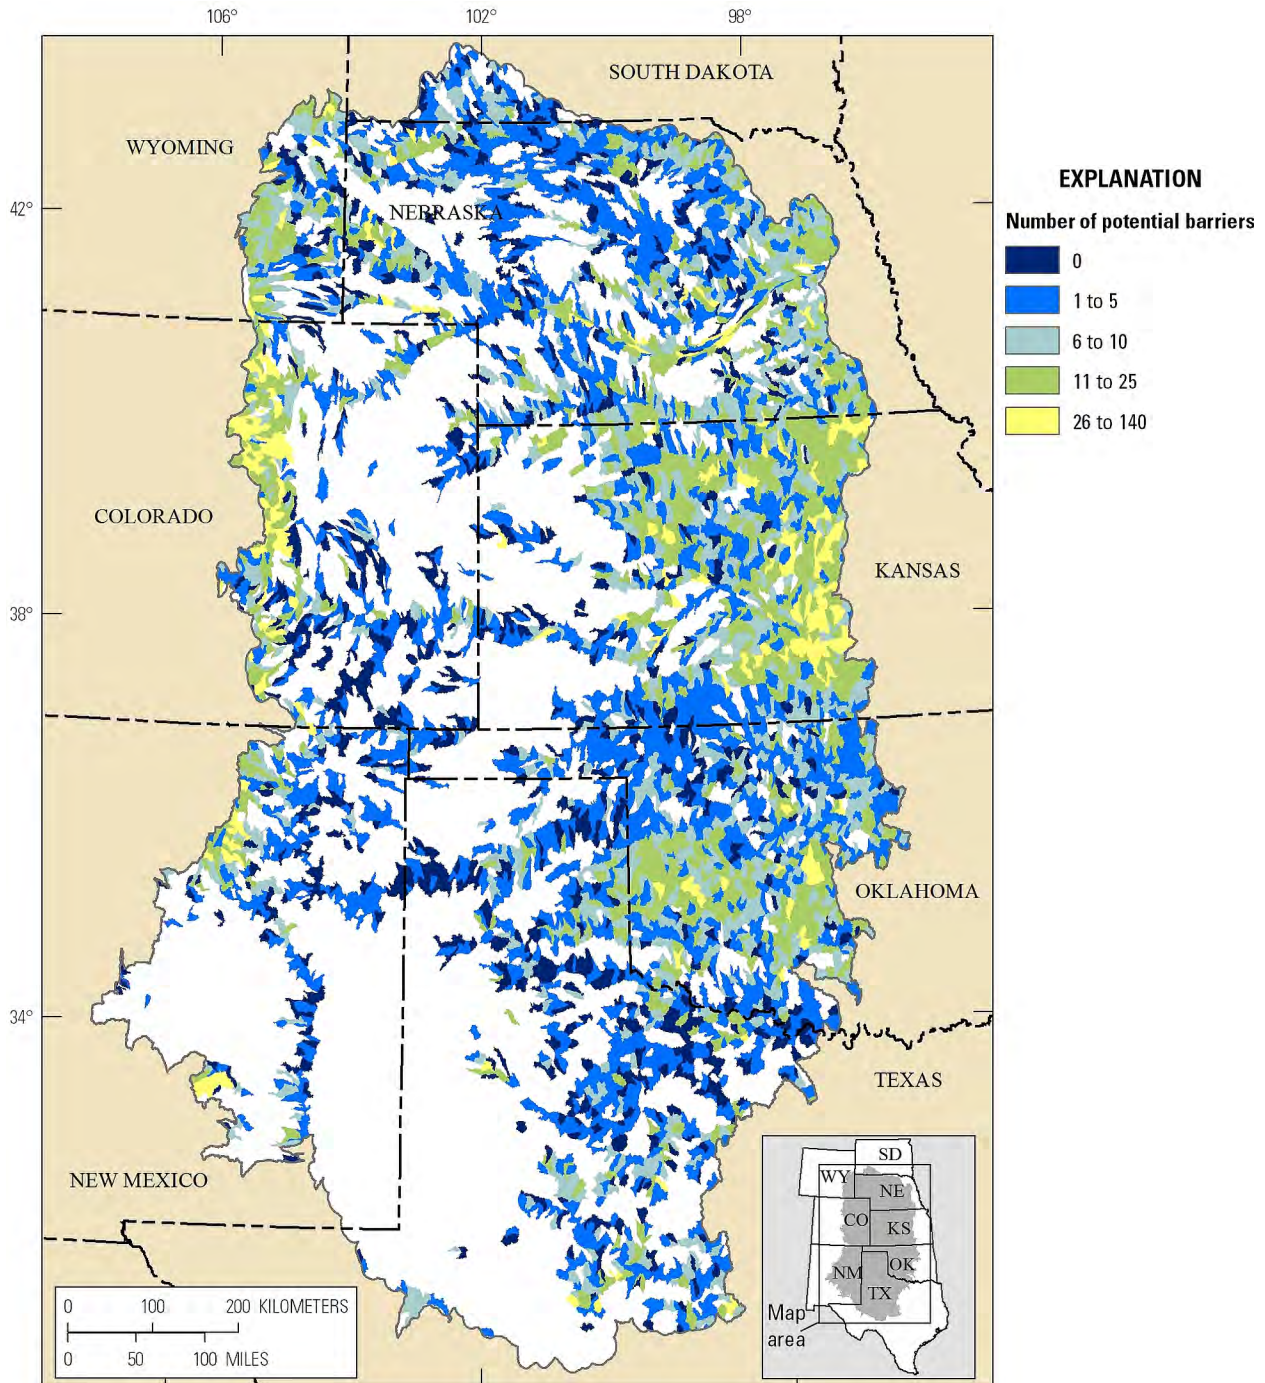 106°
102°
98°
SOUTH DAKOTA
WYOMING
42°
NEBRASKA
EXPLANATION
Number of potential barriers
0
1 to 5
6 to 10
11 to 25
26 to 140
COLORADO
KANSAS
38°
OKLAHOMA
34°
TEXAS
NEW MEXICO
SD
WY
NE
CO
KS
OK
NM
TX
Map
area
0 100 200 KILOMETERS
0 50 100 MILES